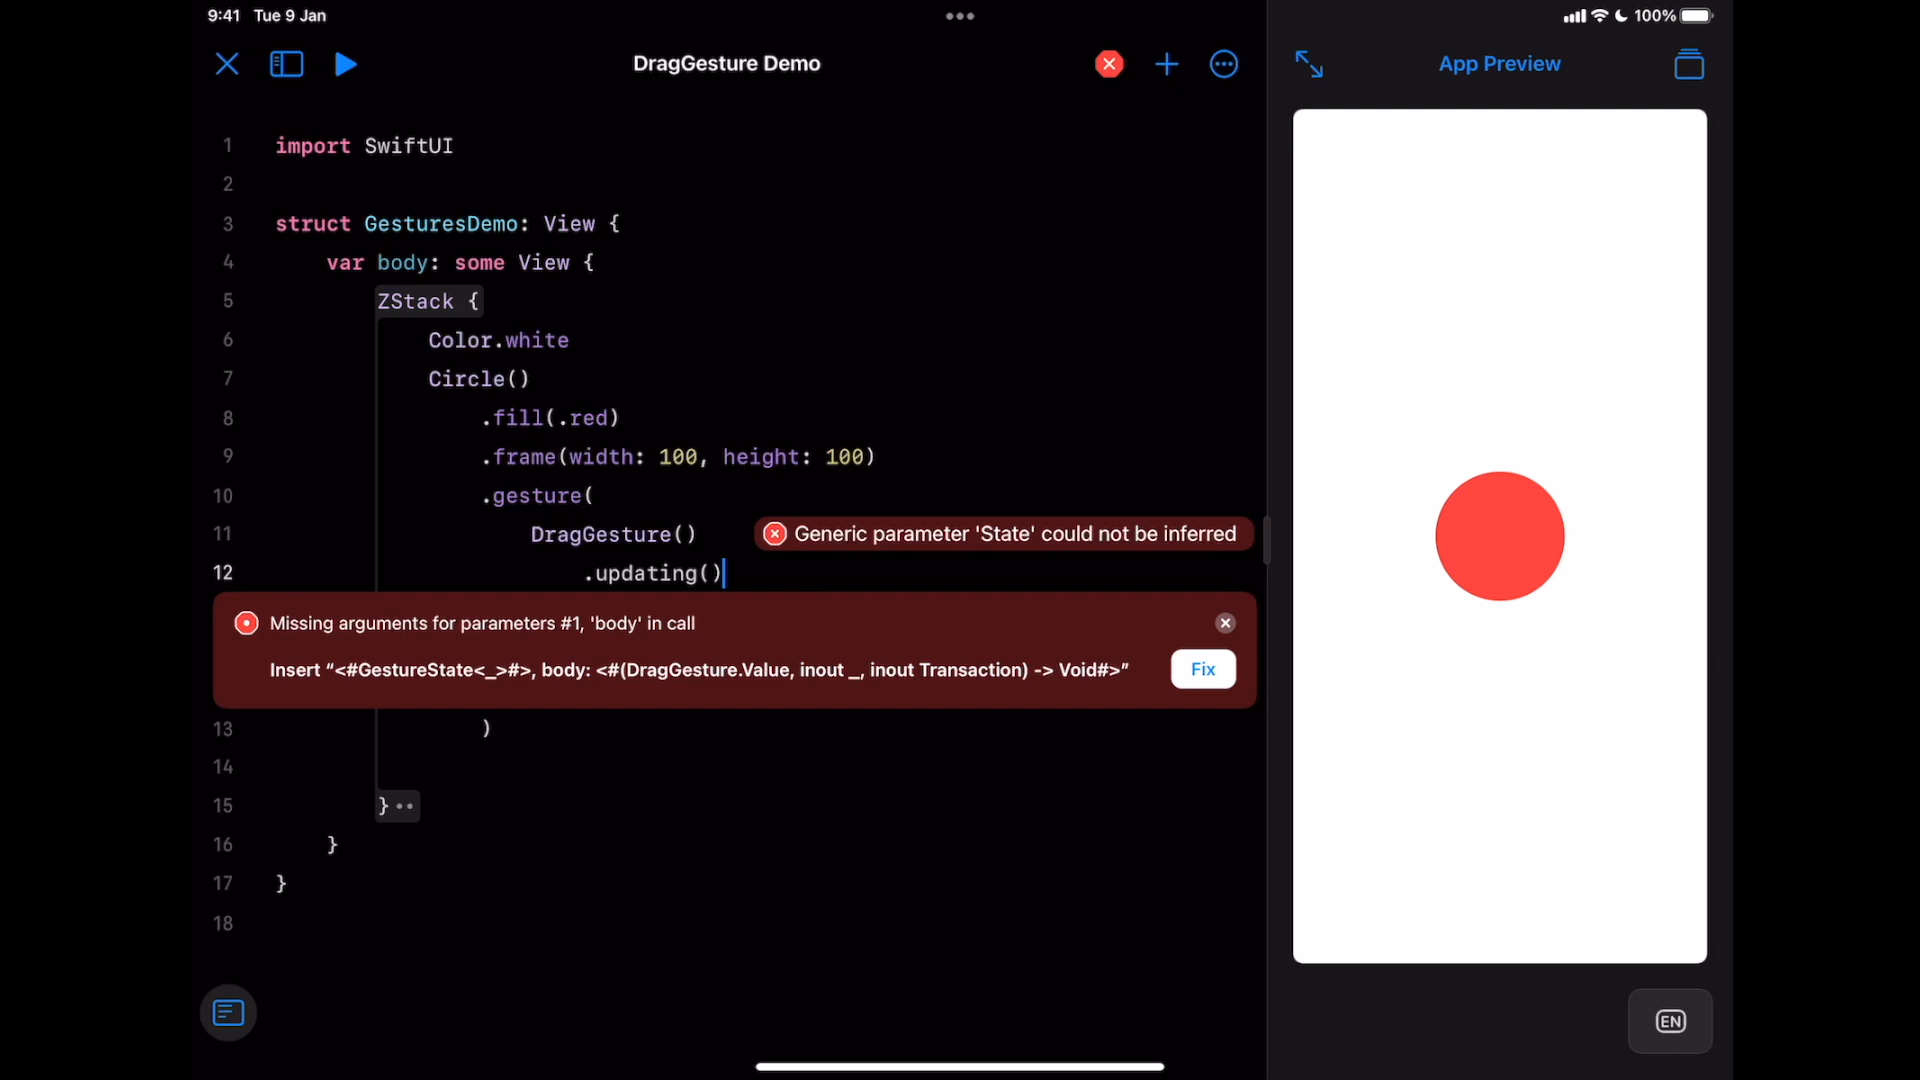 9:41 Tue 9 Jan
100%
DragGesture Demo
App Preview
1 import SwiftUI
2
3 struct GesturesDemo: View {
4 var body: some View {
5 ZStack {
6 Color.white
7 Circle()
8 .fill(.red)
9 .frame(width: 100, height: 100)
10 .gesture(
11 DragGesture() Generic parameter 'State' could not be inferred
12 .updating()
Missing arguments for parameters #1, 'body' in call
Insert “<#GestureState<_>#>, body: <#(DragGesture.Value, inout _, inout Transaction) -> Void#>” Fix
13 )
14
15 }
16 }
17 }
18
EN